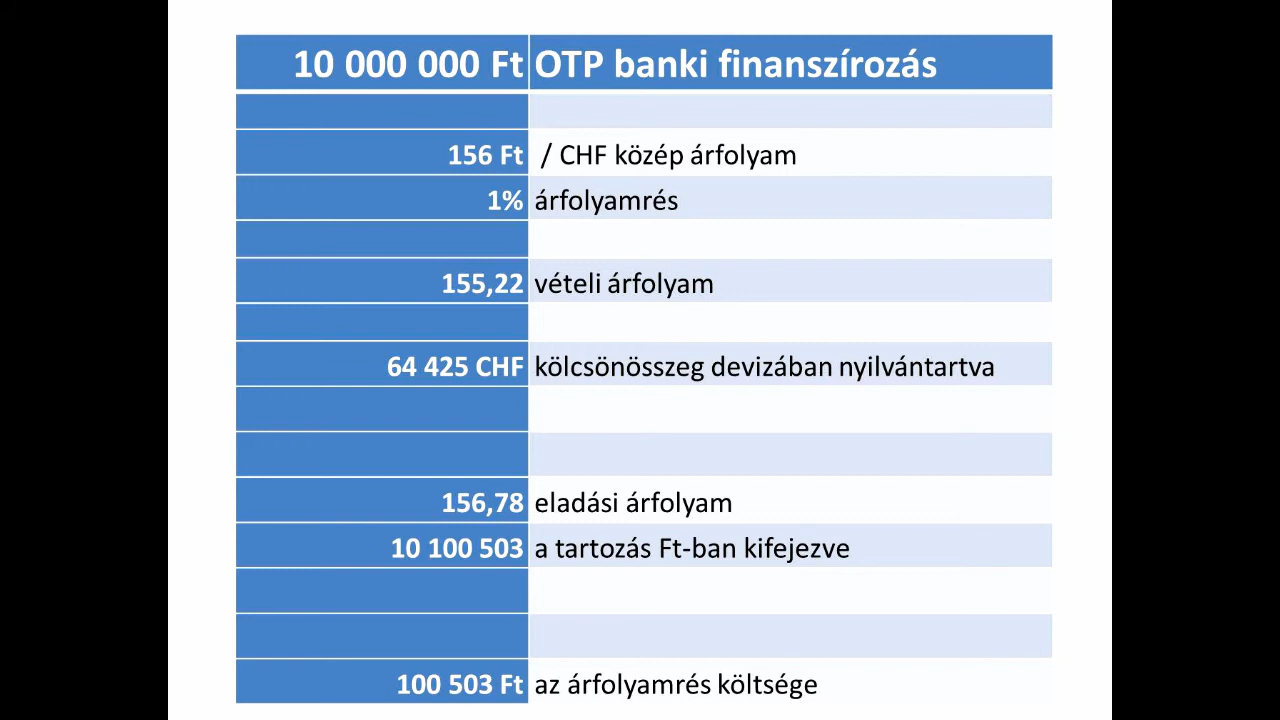 10 000 000 Ft OTP banki finanszírozás
156 Ft / CHF közép árfolyam
1% árfolyamrés
155,22 vételi árfolyam
64 425 CHF kölcsönösszeg devizában nyilvántartva
156,78 eladási árfolyam
10 100 503 a tartozás Ft-ban kifejezve
100 503 Ft az árfolyamrés költsége